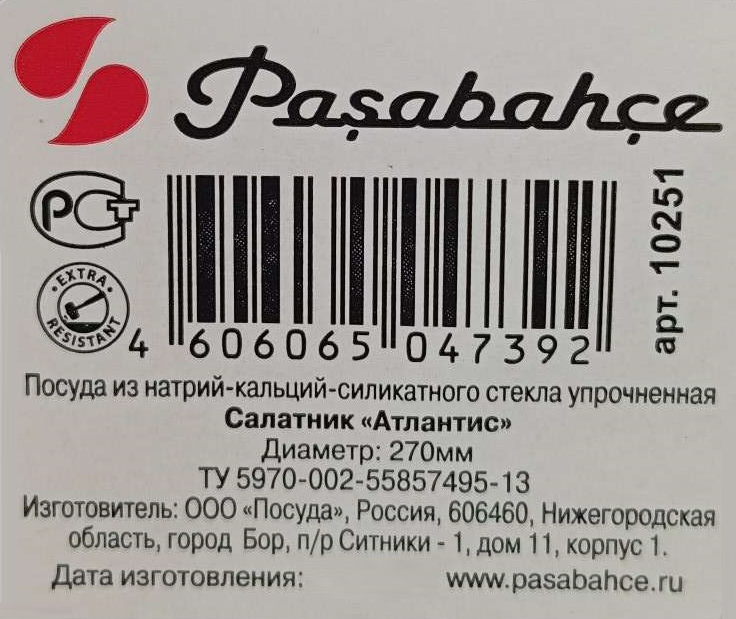 Paşabahçe
РСТ
EXTRA
RESISTANT
арт. 10251
4 606065 047392
Посуда из натрий-кальций-силикатного стекла упрочненная
Салатник «Атлантис»
Диаметр: 270мм
ТУ 5970-002-55857495-13
Изготовитель: ООО «Посуда», Россия, 606460, Нижегородская
область, город Бор, п/р Ситники - 1, дом 11, корпус 1.
Дата изготовления: www.pasabahce.ru